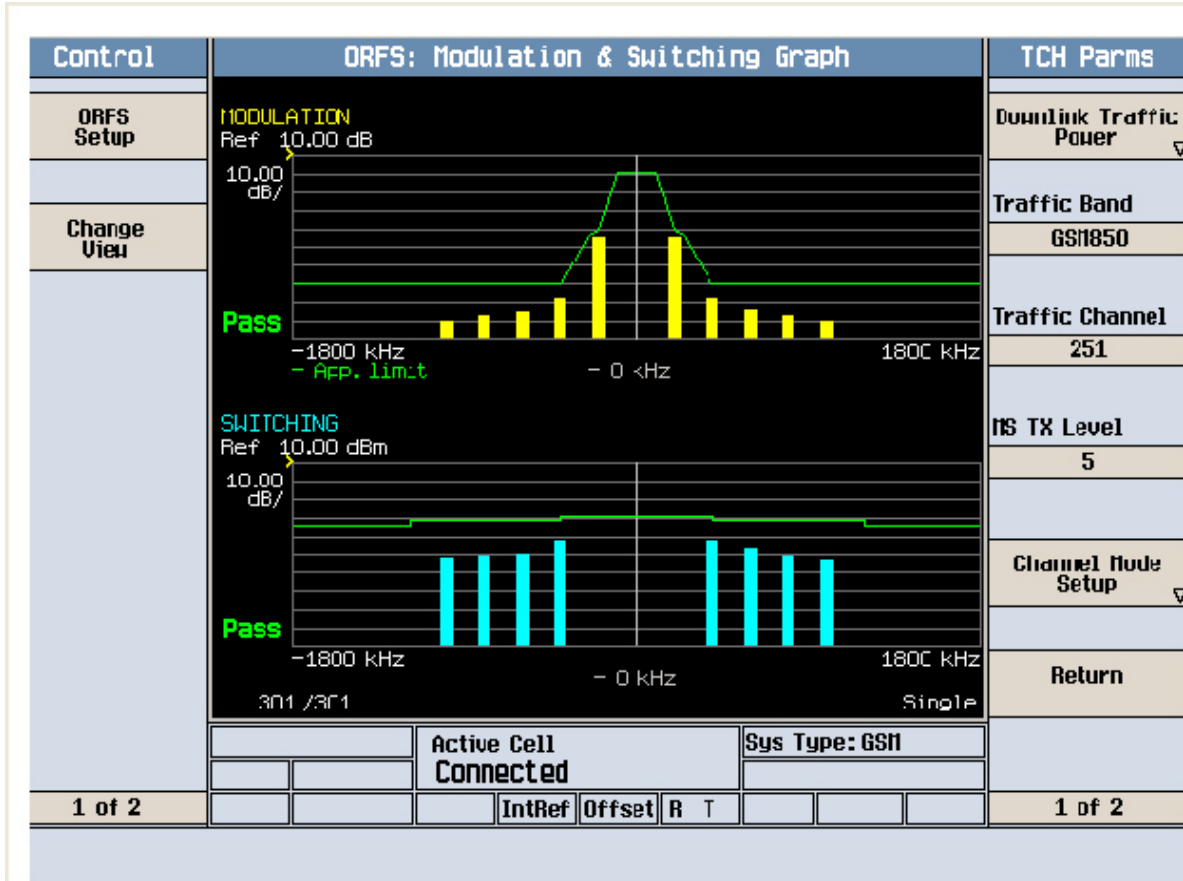 Control
ORFS: Modulation & Switching Graph
TCH Parms
ORFS
Setup
Change
View
1 of 2
MODULATION
Ref 10.00 dB
10.00
dB/
Pass
-1800 kHz
1800 kHz
- App. limit
- 0 kHz
SWITCHING
Ref 10.00 dBm
10.00
dB/
Pass
-1800 kHz
1800 kHz
- 0 kHz
301 /301
Single
Active Cell
Connected
Sys Type: GSM
IntRef
Offset
R T
Downlink Traffic
Power
Traffic Band
GSM850
Traffic Channel
251
MS TX Level
5
Channel Mode
Setup
Return
1 of 2